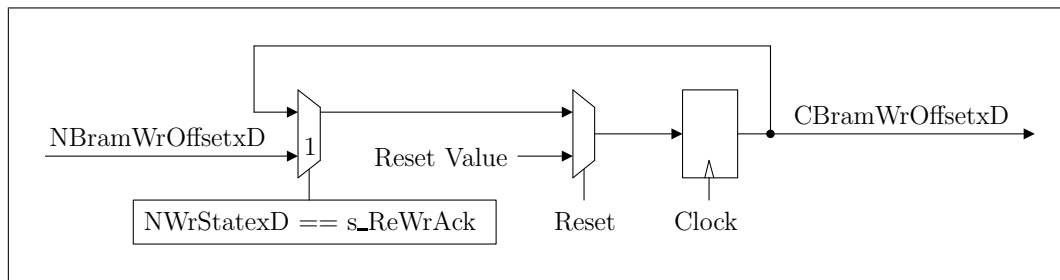 NBramWrOffsetxD
1
CBramWrOffsetxD
Reset Value
NWrStatexD == s_ReWrAck
Reset
Clock